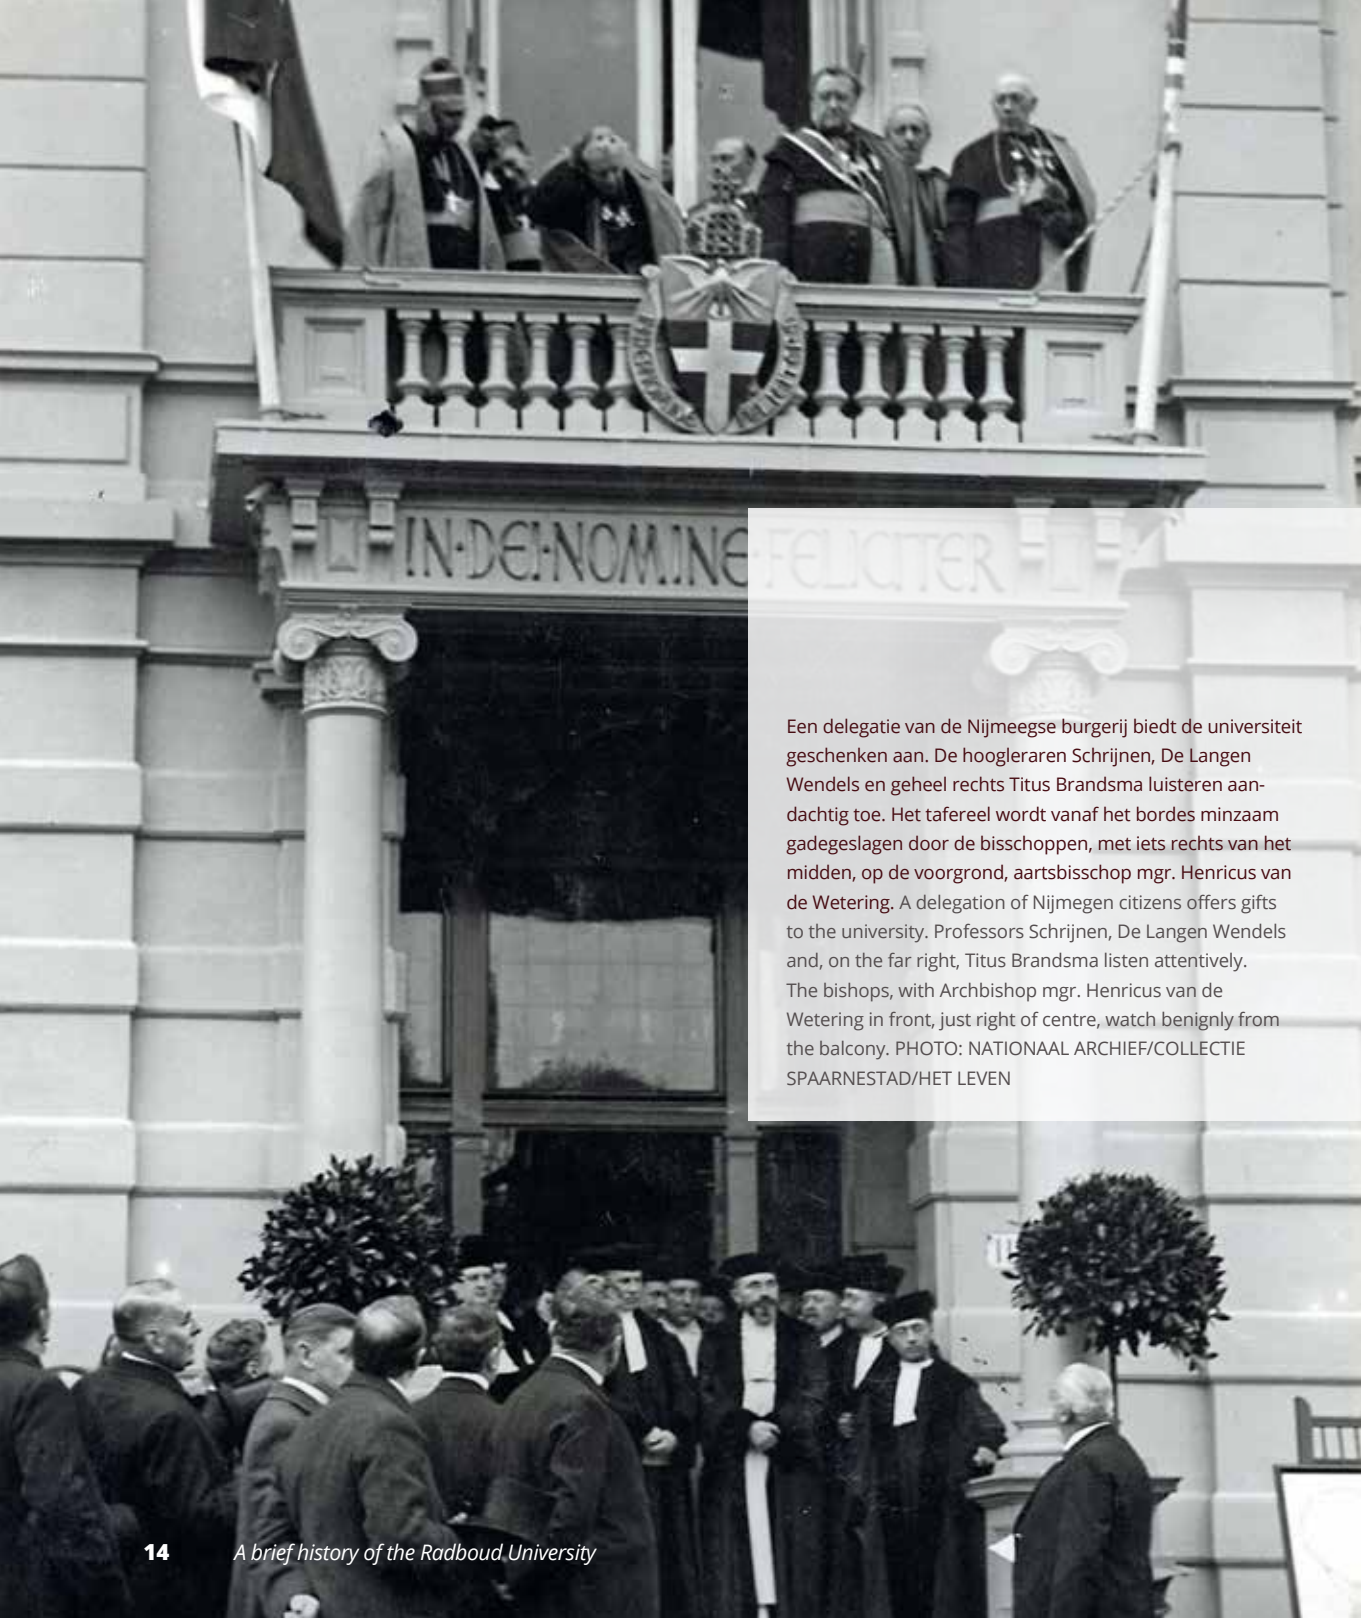 IN·DEI·NOMINE·FELICITER
Een delegatie van de Nijmeegse burgerij biedt de universiteit
geschenken aan. De hoogleraren Schrijnen, De Langen
Wendels en geheel rechts Titus Brandsma luisteren aan-
dachtig toe. Het tafereel wordt vanaf het bordes minzaam
gadegeslagen door de bisschoppen, met iets rechts van het
midden, op de voorgrond, aartsbisschop mgr. Henricus van
de Wetering. A delegation of Nijmegen citizens offers gifts
to the university. Professors Schrijnen, De Langen Wendels
and, on the far right, Titus Brandsma listen attentively.
The bishops, with Archbishop mgr. Henricus van de
Wetering in front, just right of centre, watch benignly from
the balcony. PHOTO: NATIONAAL ARCHIEF/COLLECTIE
SPAARNESTAD/HET LEVEN
14 A brief history of the Radboud University